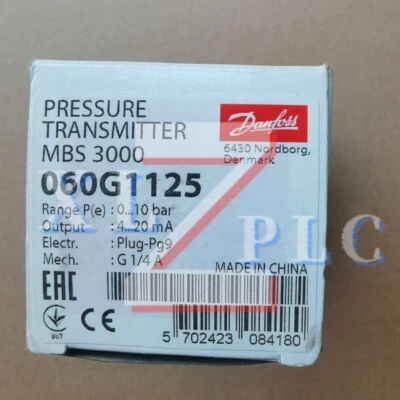 PRESSURE
TRANSMITTER
MBS 3000
060G1125
Danfoss
6430 Nordborg,
Denmark
Range P(e) : 0...10 bar
Output : 4...20 mA
Electr. : Plug-Pg9
Mech. : G 1/4 A
EAC
CE
MADE IN CHINA
5 702423 084180
PLC